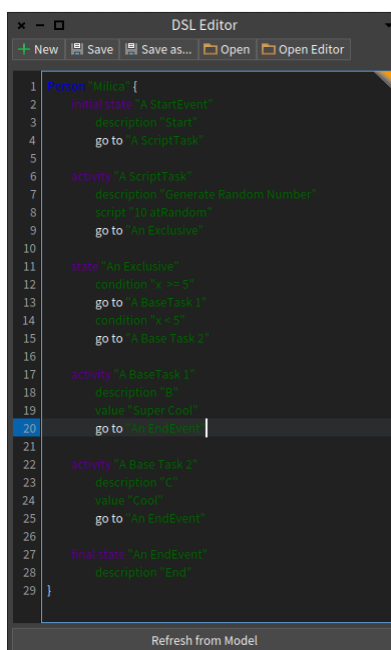 DSL Editor
New Save Save as... Open Open Editor
1 Person "Milica" {
2 initial state "A StartEvent"
3 description "Start"
4 go to "A ScriptTask"
5
6 activity "A ScriptTask"
7 description "Generate Random Number"
8 script "10 atRandom"
9 go to "An Exclusive"
10
11 state "An Exclusive"
12 condition "x >= 5"
13 go to "A BaseTask 1"
14 condition "x < 5"
15 go to "A Base Task 2"
16
17 activity "A BaseTask 1"
18 description "B"
19 value "Super Cool"
20 go to "An EndEvent"
21
22 activity "A Base Task 2"
23 description "C"
24 value "Cool"
25 go to "An EndEvent"
26
27 final state "An EndEvent"
28 description "End"
29 }
Refresh from Model